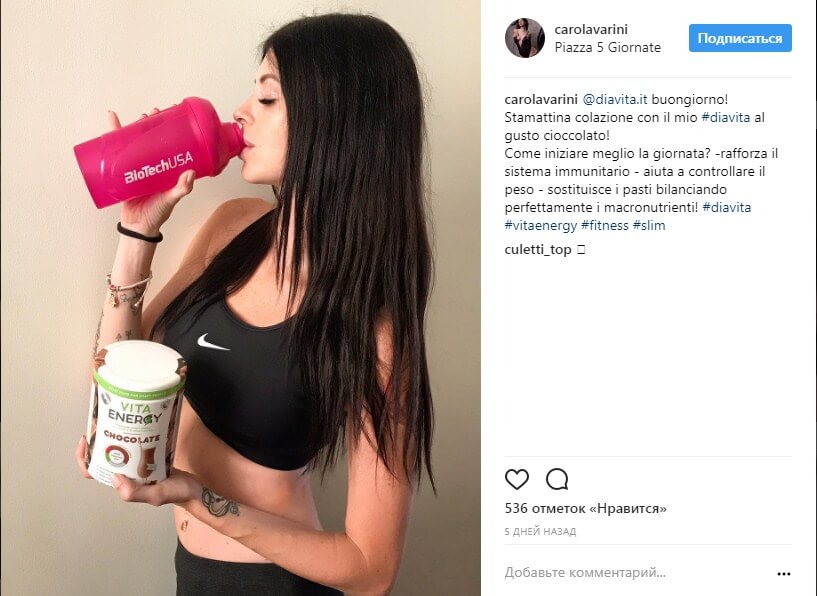 BioTechUSA
VITA
ENERGY
CHOCOLATE
carolavarini
Piazza 5 Giornate
Подписаться
carolavarini @diavita.it buongiorno!
Stamattina colazione con il mio #diavita al
gusto cioccolato!
Come iniziare meglio la giornata? -rafforza il
sistema immunitario - aiuta a controllare il
peso - sostituisce i pasti bilanciando
perfettamente i macronutrienti! #diavita
#vitaenergy #fitness #slim
culetti_top
536 отметок «Нравится»
5 ДНЕЙ НАЗАД
Добавьте комментарий...